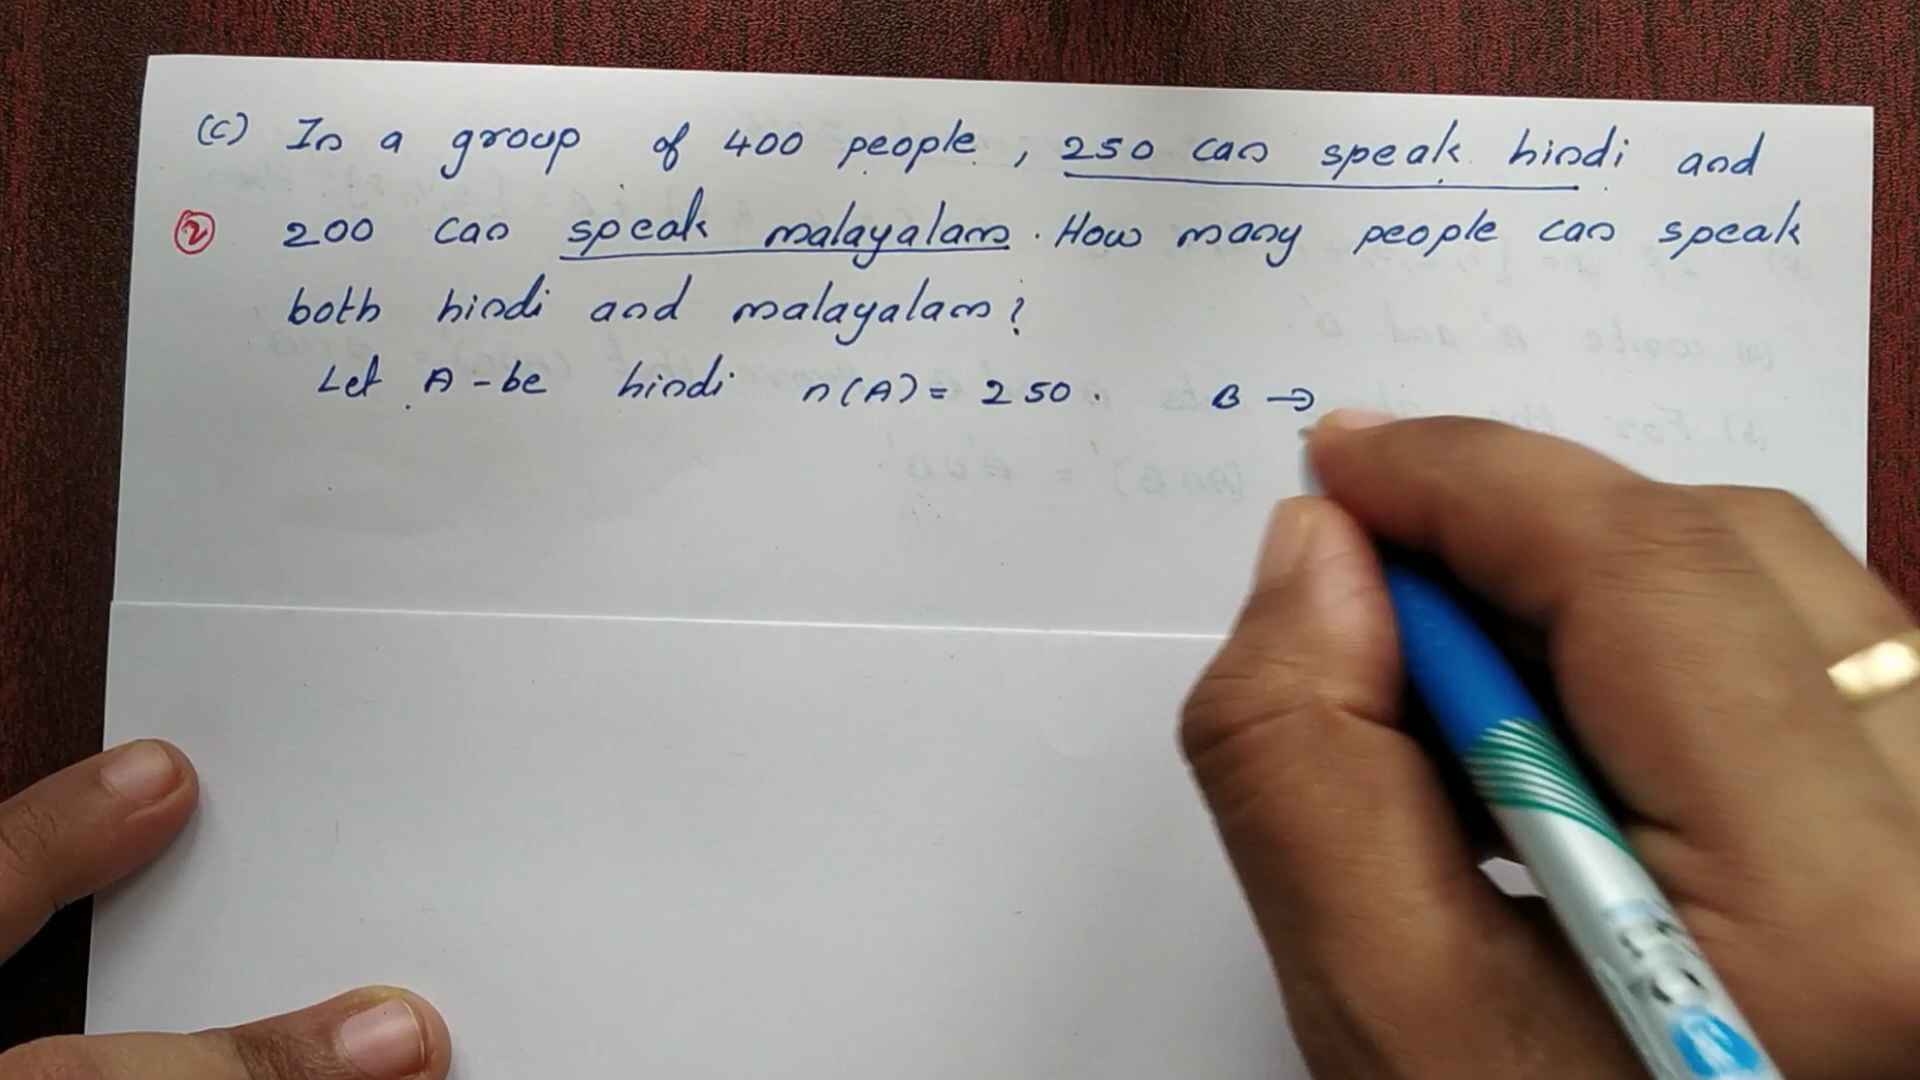 (c) In a group of 400 people, 250 can speak hindi and
② 200 can speak malayalam. How many people can speak
both hindi and malayalam?
Let A - be hindi n(A) = 250. B →